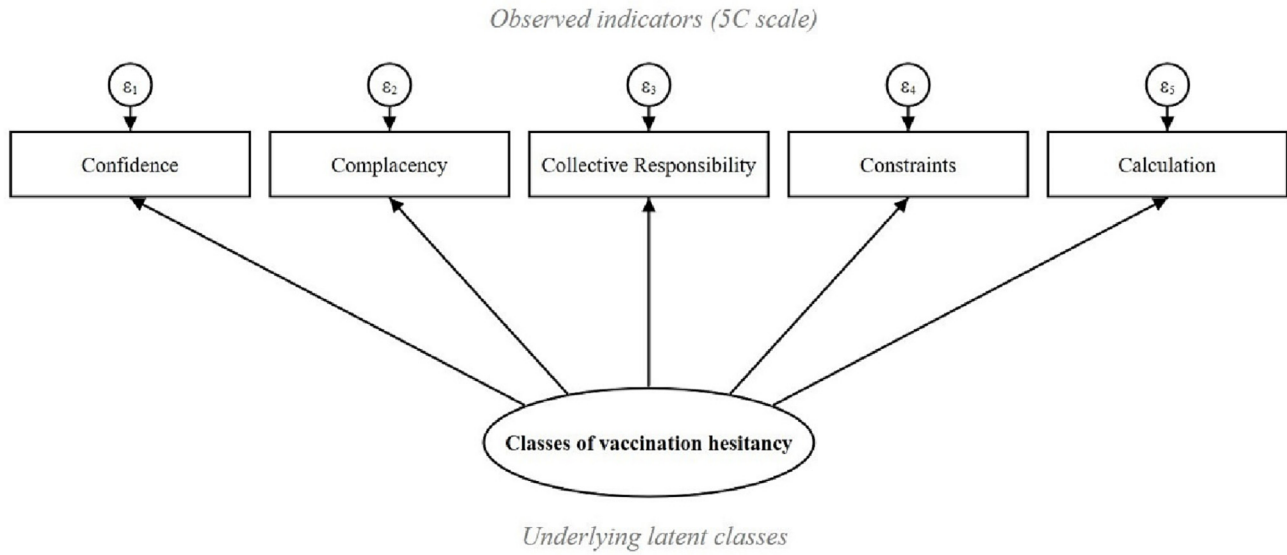 Observed indicators (5C scale)
ε₁ ε₂ ε₃ ε₄ ε₅
Confidence Complacency Collective Responsibility Constraints Calculation
Classes of vaccination hesitancy
Underlying latent classes